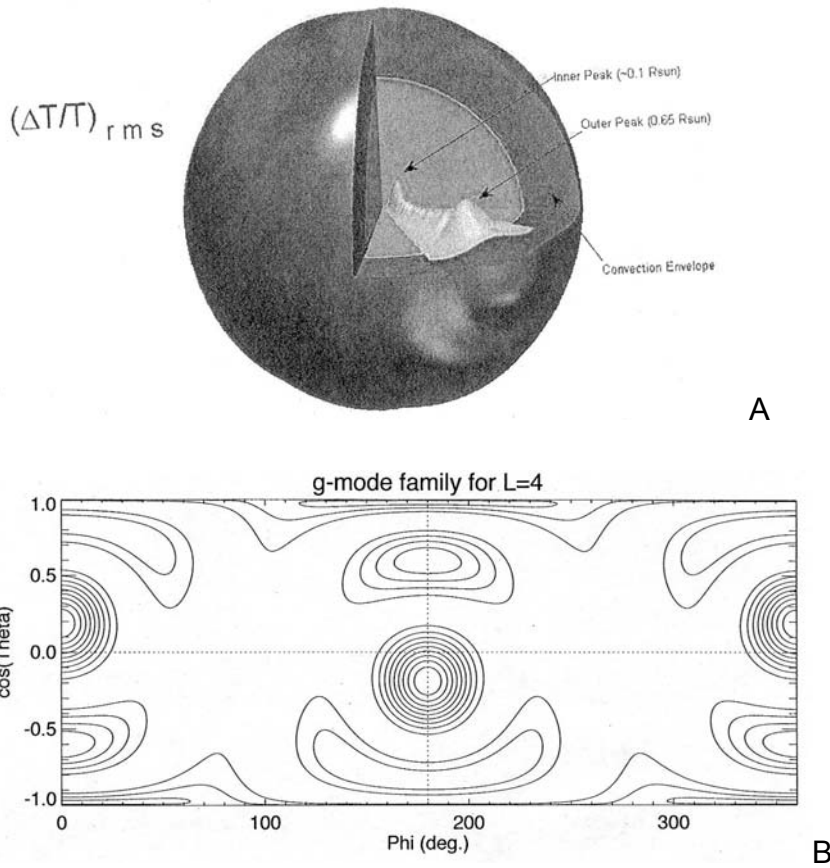 Inner Peak (~0.1 Rsun)
(ΔT/T) r m s
Outer Peak (0.65 Rsun)
Convection Envelope
A
g-mode family for L=4
1.0
0.5
0.0
-0.5
-1.0
cos(Theta)
0
100
200
300
Phi (deg.)
B